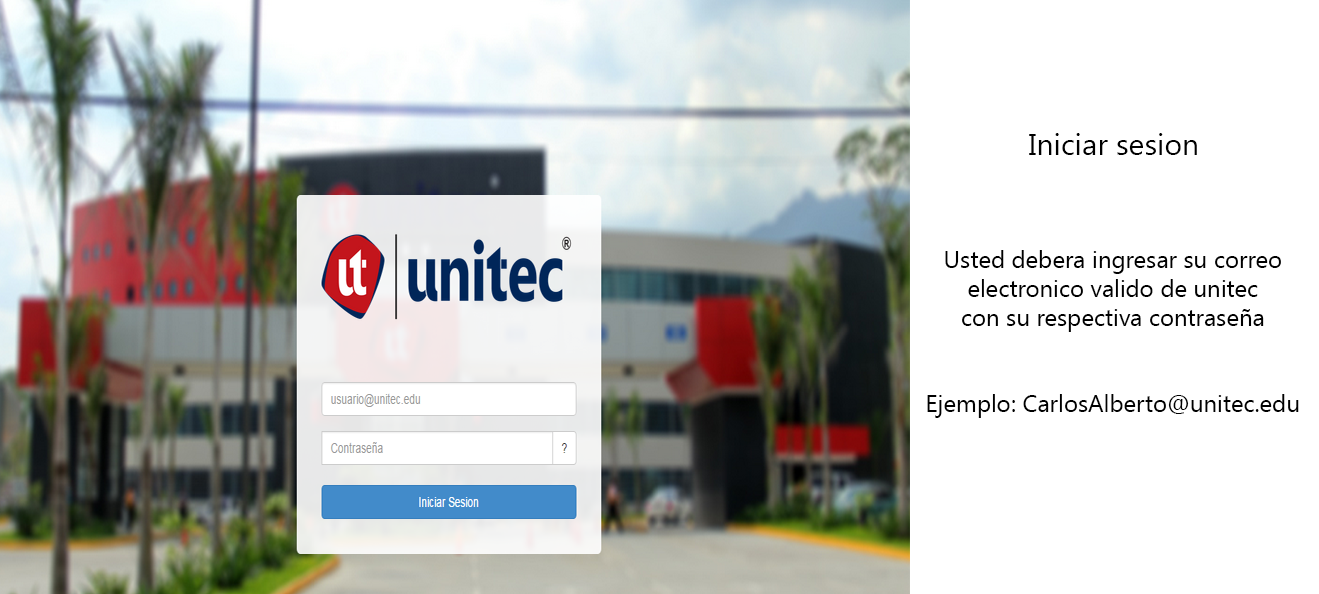 ut unitec ®
usuario@unitec.edu
Contraseña ?
Iniciar Sesion
Iniciar sesion
Usted debera ingresar su correo
electronico valido de unitec
con su respectiva contraseña
Ejemplo: CarlosAlberto@unitec.edu